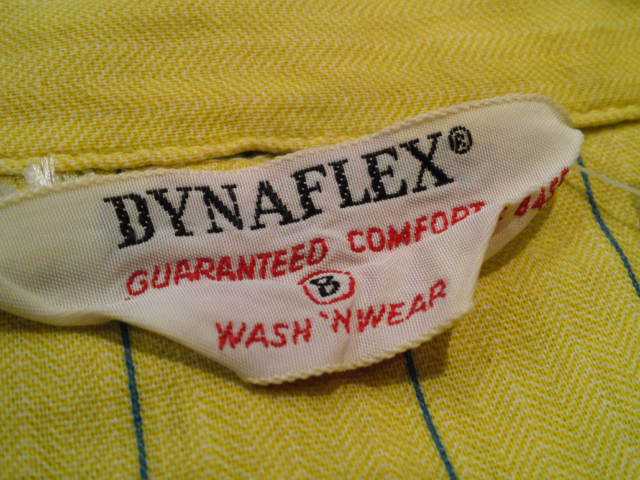 DYNAFLEX®
GUARANTEED COMFORT
B
WASH 'N WEAR